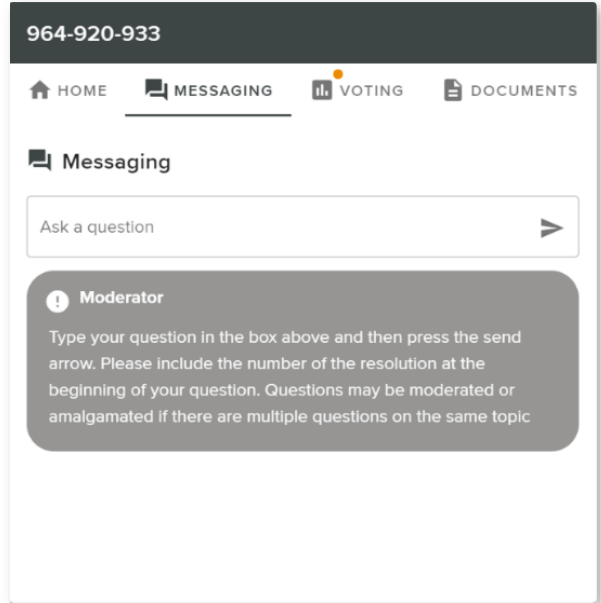 964-920-933
HOME MESSAGING VOTING DOCUMENTS
Messaging
Ask a question
Moderator
Type your question in the box above and then press the send
arrow. Please include the number of the resolution at the
beginning of your question. Questions may be moderated or
amalgamated if there are multiple questions on the same topic